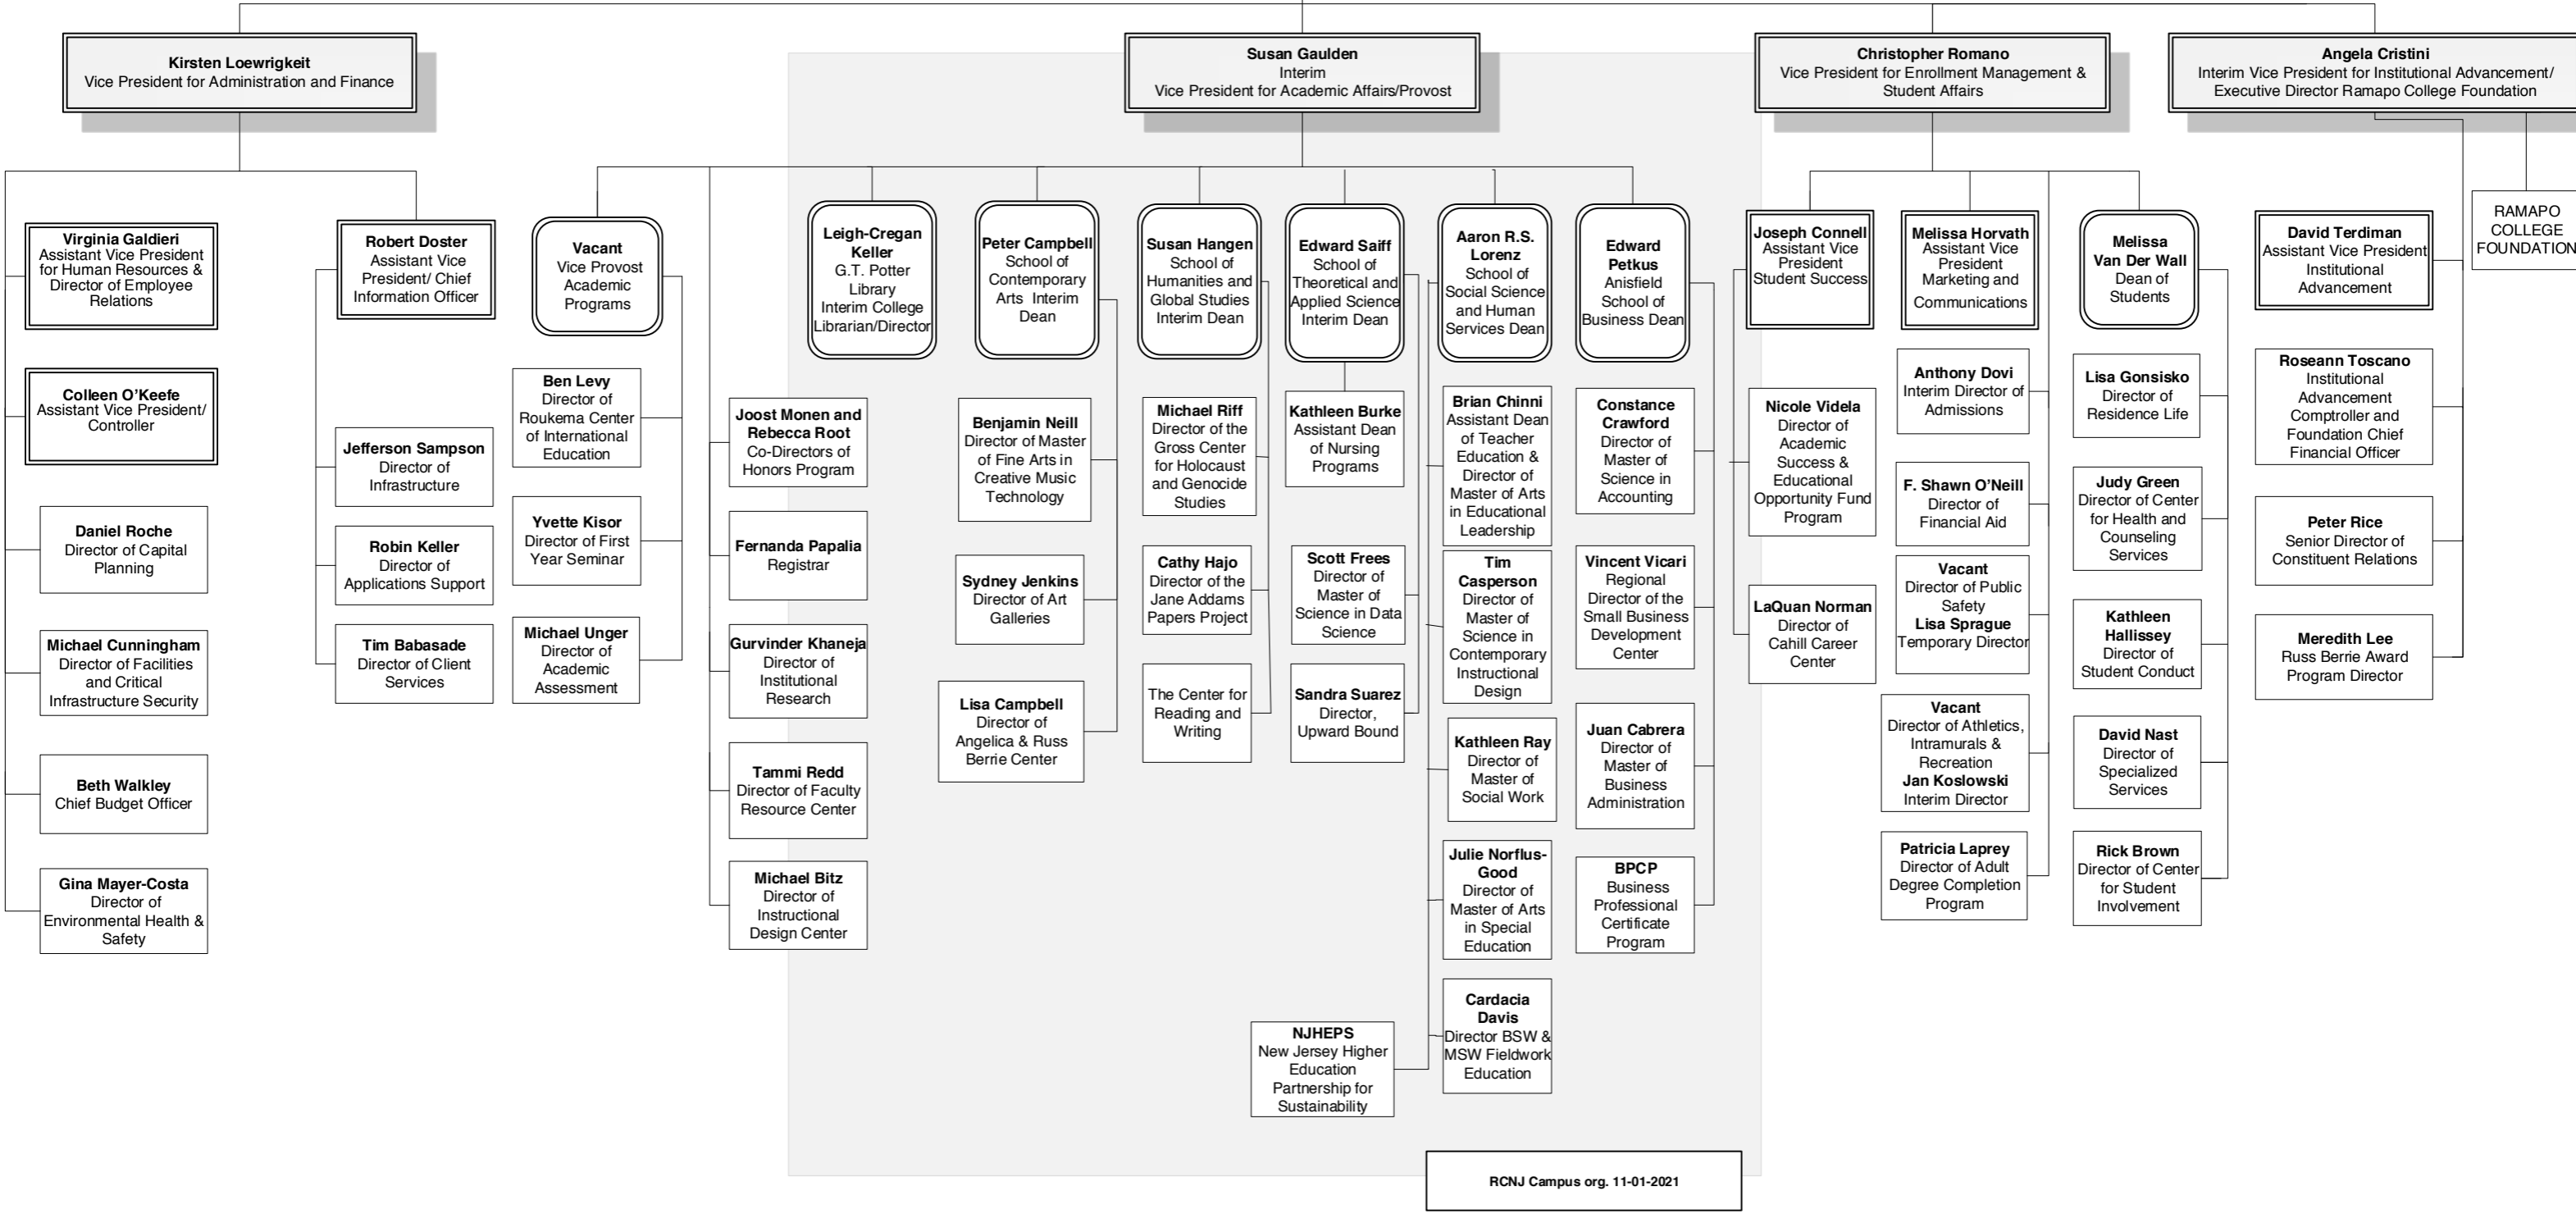 Kirsten Loewrigkeit
Vice President for Administration and Finance
Susan Gaulden
Interim
Vice President for Academic Affairs/Provost
Christopher Romano
Vice President for Enrollment Management &
Student Affairs
Angela Cristini
Interim Vice President for Institutional Advancement/
Executive Director Ramapo College Foundation
Virginia Galdieri
Assistant Vice President
for Human Resources &
Director of Employee
Relations
Colleen O’Keefe
Assistant Vice President/
Controller
Daniel Roche
Director of Capital
Planning
Michael Cunningham
Director of Facilities
and Critical
Infrastructure Security
Beth Walkley
Chief Budget Officer
Gina Mayer-Costa
Director of
Environmental Health &
Safety
Robert Doster
Assistant Vice
President/ Chief
Information Officer
Jefferson Sampson
Director of
Infrastructure
Robin Keller
Director of
Applications Support
Tim Babasade
Director of Client
Services
Vacant
Vice Provost
Academic
Programs
Ben Levy
Director of
Roukema Center
of International
Education
Yvette Kisor
Director of First
Year Seminar
Michael Unger
Director of
Academic
Assessment
Joost Monen and
Rebecca Root
Co-Directors of
Honors Program
Fernanda Papalia
Registrar
Gurvinder Khaneja
Director of
Institutional
Research
Tammi Redd
Director of Faculty
Resource Center
Michael Bitz
Director of
Instructional
Design Center
Leigh-Cregan
Keller
G.T. Potter
Library
Interim College
Librarian/Director
Peter Campbell
School of
Contemporary
Arts Interim
Dean
Benjamin Neill
Director of Master
of Fine Arts in
Creative Music
Technology
Sydney Jenkins
Director of Art
Galleries
Lisa Campbell
Director of
Angelica & Russ
Berrie Center
Susan Hangen
School of
Humanities and
Global Studies
Interim Dean
Michael Riff
Director of the
Gross Center
for Holocaust
and Genocide
Studies
Cathy Hajo
Director of the
Jane Addams
Papers Project
The Center for
Reading and
Writing
Edward Saiff
School of
Theoretical and
Applied Science
Interim Dean
Kathleen Burke
Assistant Dean
of Nursing
Programs
Scott Frees
Director of
Master of
Science in Data
Science
Sandra Suarez
Director,
Upward Bound
NJHEPS
New Jersey Higher
Education
Partnership for
Sustainability
Aaron R.S.
Lorenz
School of
Social Science
and Human
Services Dean
Brian Chinni
Assistant Dean
of Teacher
Education &
Director of
Master of Arts
in Educational
Leadership
Tim
Casperson
Director of
Master of
Science in
Contemporary
Instructional
Design
Kathleen Ray
Director of
Master of
Social Work
Julie Norflus-
Good
Director of
Master of Arts
in Special
Education
Cardacia
Davis
Director BSW &
MSW Fieldwork
Education
Edward
Petkus
Anisfield
School of
Business Dean
Constance
Crawford
Director of
Master of
Science in
Accounting
Vincent Vicari
Regional
Director of the
Small Business
Development
Center
Juan Cabrera
Director of
Master of
Business
Administration
BPCP
Business
Professional
Certificate
Program
Joseph Connell
Assistant Vice
President
Student Success
Nicole Videla
Director of
Academic
Success &
Educational
Opportunity Fund
Program
LaQuan Norman
Director of
Cahill Career
Center
Melissa Horvath
Assistant Vice
President
Marketing and
Communications
Anthony Dovi
Interim Director of
Admissions
F. Shawn O’Neill
Director of
Financial Aid
Vacant
Director of Public
Safety
Lisa Sprague
Temporary Director
Vacant
Director of Athletics,
Intramurals &
Recreation
Jan Koslowski
Interim Director
Patricia Laprey
Director of Adult
Degree Completion
Program
Melissa
Van Der Wall
Dean of
Students
Lisa Gonsisko
Director of
Residence Life
Judy Green
Director of Center
for Health and
Counseling
Services
Kathleen
Hallissey
Director of
Student Conduct
David Nast
Director of
Specialized
Services
Rick Brown
Director of Center
for Student
Involvement
David Terdiman
Assistant Vice President
Institutional
Advancement
Roseann Toscano
Institutional
Advancement
Comptroller and
Foundation Chief
Financial Officer
Peter Rice
Senior Director of
Constituent Relations
Meredith Lee
Russ Berrie Award
Program Director
RAMAPO
COLLEGE
FOUNDATION
RCNJ Campus org. 11-01-2021